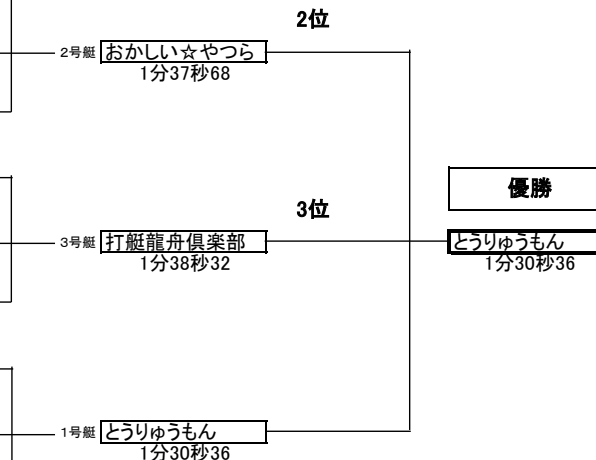 2位
2号艇 おかしい☆やつら
1分37秒68
優勝
3位
3号艇 打艇龍舟倶楽部
とうりゅうもん
1分38秒32
1分30秒36
1号艇 とうりゅうもん
1分30秒36